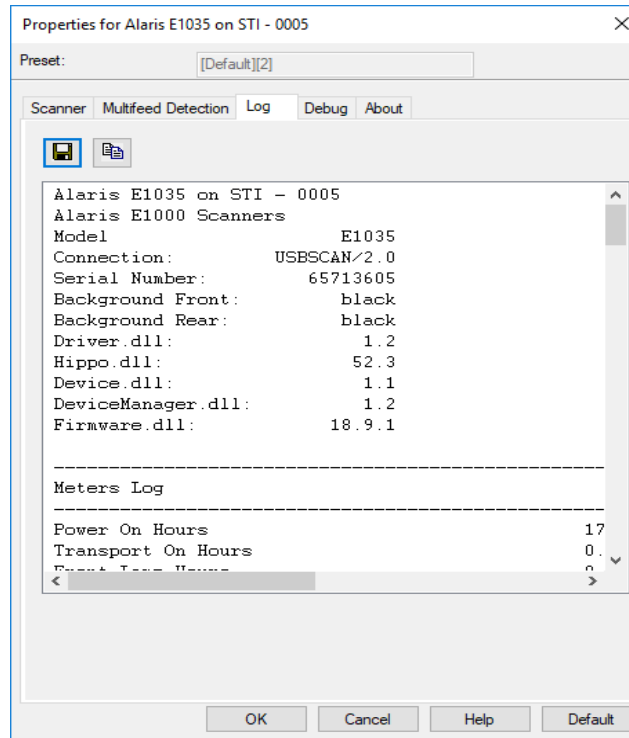 Properties for Alaris E1035 on STI - 0005
Preset: [Default][2]
Scanner Multifeed Detection Log Debug About
Alaris E1035 on STI - 0005
Alaris E1000 Scanners
Model E1035
Connection: USBSCAN/2.0
Serial Number: 65713605
Background Front: black
Background Rear: black
Driver.dll: 1.2
Hippo.dll: 52.3
Device.dll: 1.1
DeviceManager.dll: 1.2
Firmware.dll: 18.9.1
Meters Log
Power On Hours 17
Transport On Hours 0.
OK Cancel Help Default